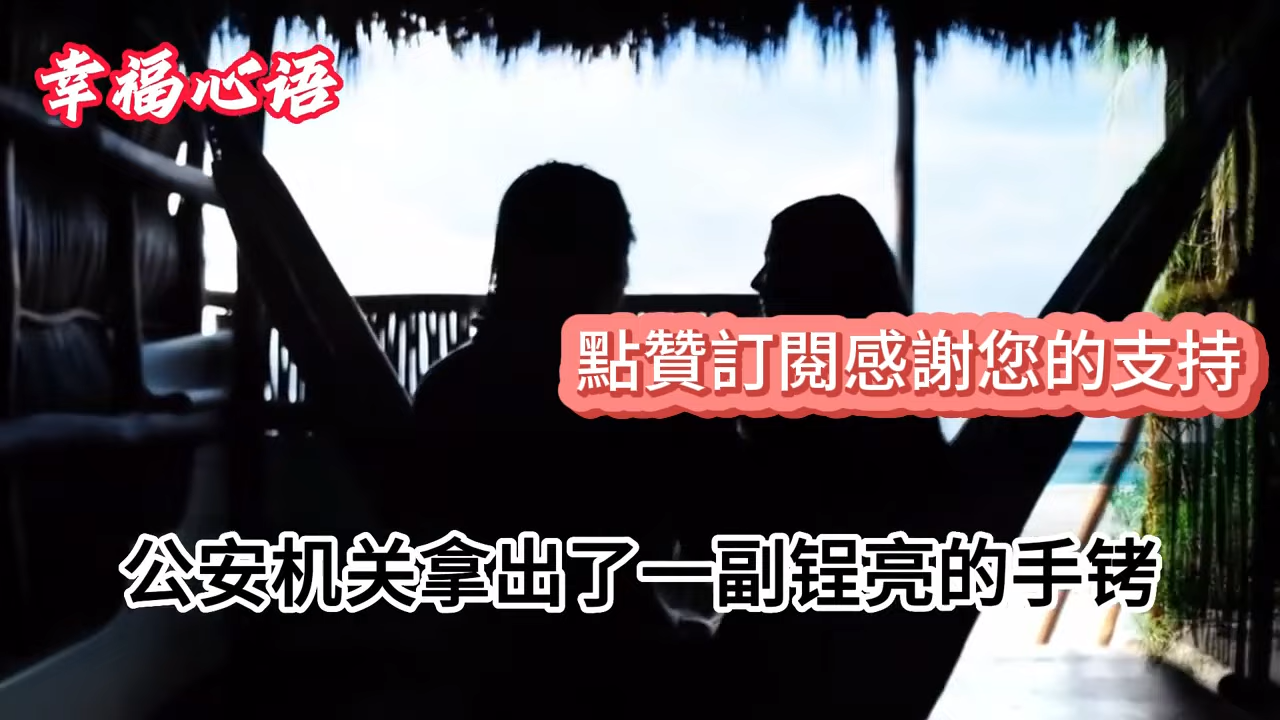 幸福心语
點贊訂閱感謝您的支持
公安机关拿出了一副锃亮的手铐